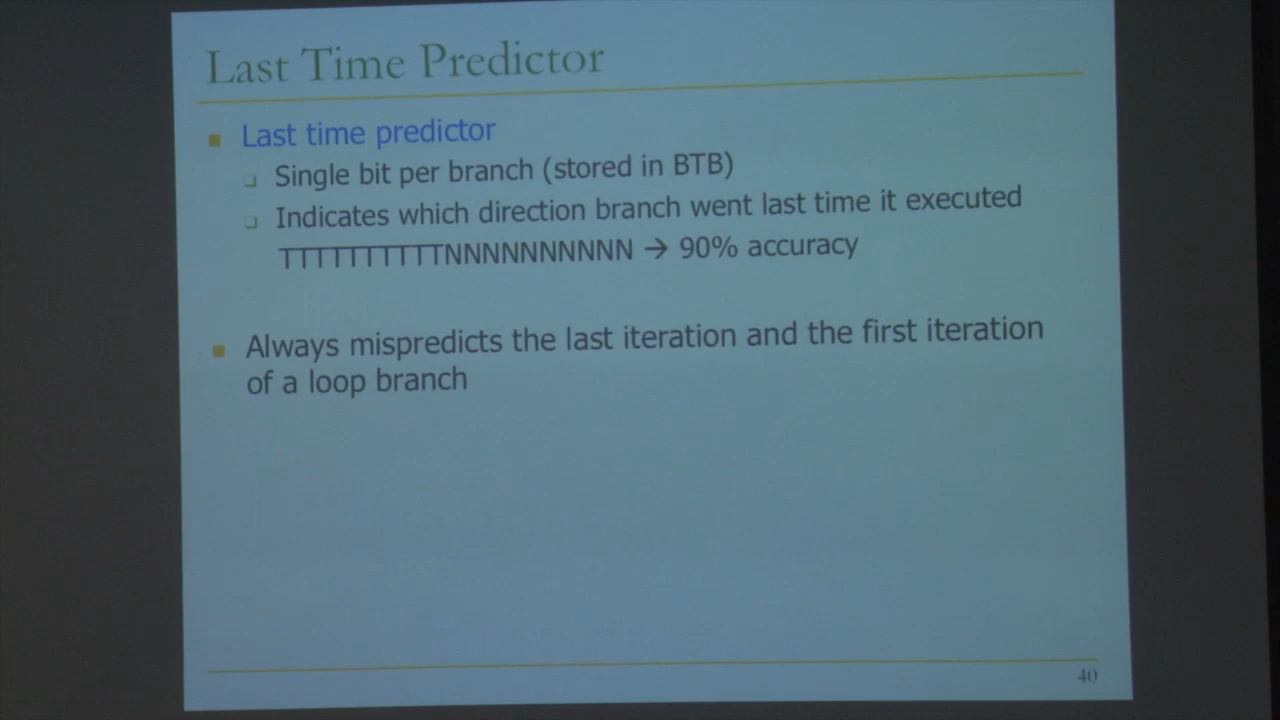 Last Time Predictor
Last time predictor
Single bit per branch (stored in BTB)
Indicates which direction branch went last time it executed
TTTTTTTTTTNNNNNNNNNN → 90% accuracy
Always mispredicts the last iteration and the first iteration
of a loop branch
40